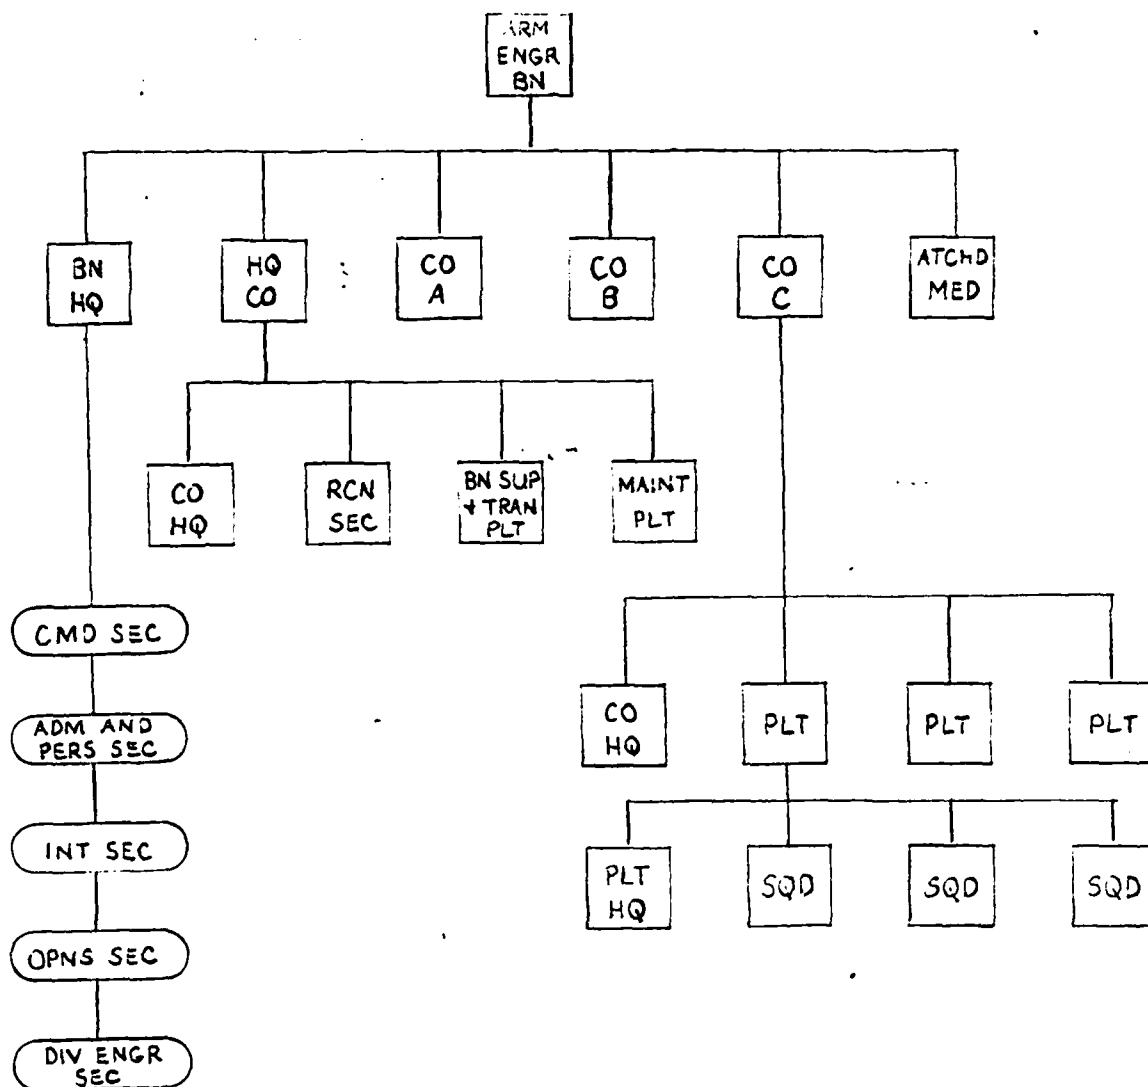 ARM
ENGR
BN
BN
HQ
HQ
CO
CO
A
CO
B
CO
C
ATCHD
MED
CO
HQ
RCN
SEC
BN SUP
+ TRAN
PLT
MAINT
PLT
CMD SEC
ADM AND
PERS SEC
INT SEC
OPNS SEC
DIV ENGR
SEC
CO
HQ
PLT
PLT
PLT
PLT
HQ
SQD
SQD
SQD